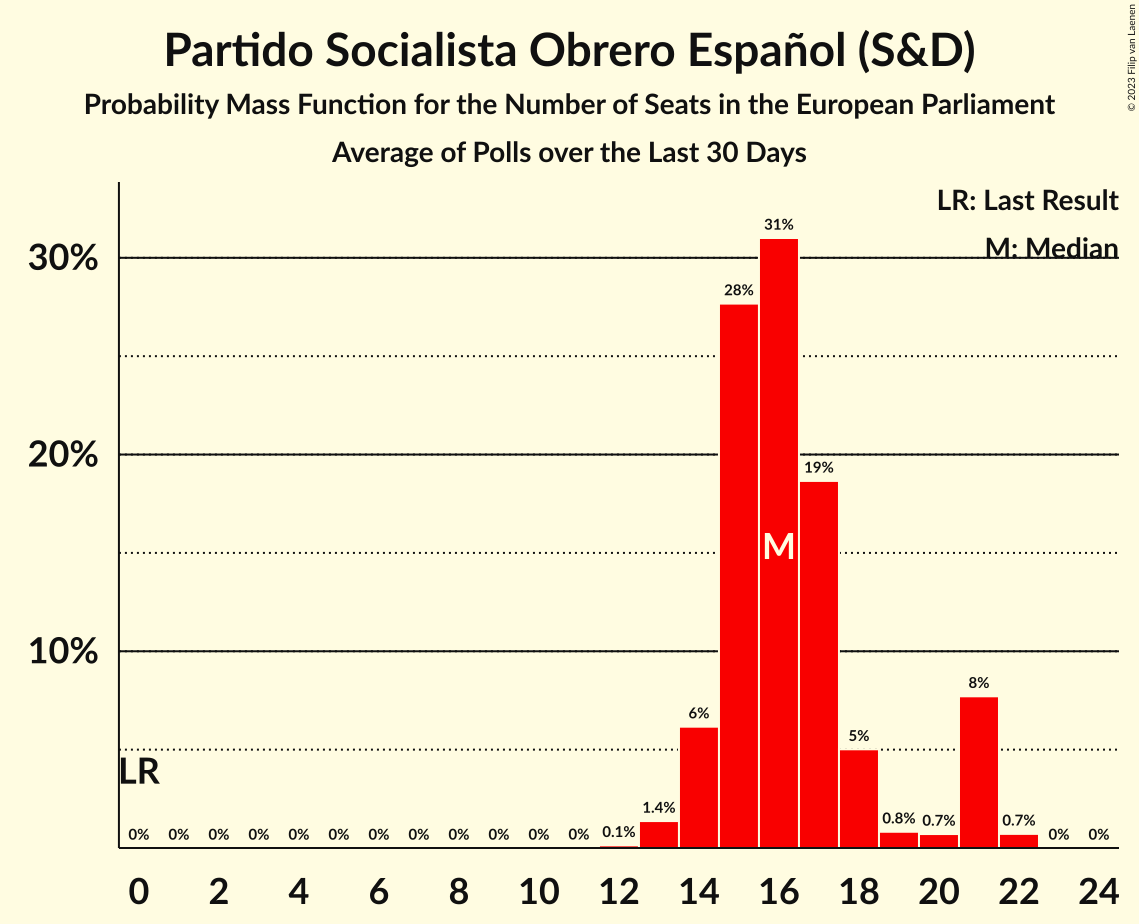 Partido Socialista Obrero Español (S&D)
Probability Mass Function for the Number of Seats in the European Parliament
Average of Polls over the Last 30 Days
© 2023 Filip van Laenen
LR: Last Result
M: Median
30%
20%
10%
31%
28%
19%
M
8%
6%
5%
LR
1.4%
0% 0% 0% 0% 0% 0% 0% 0% 0% 0% 0% 0% 0.1% 0.8% 0.7% 0.7% 0% 0%
0 2 4 6 8 10 12 14 16 18 20 22 24